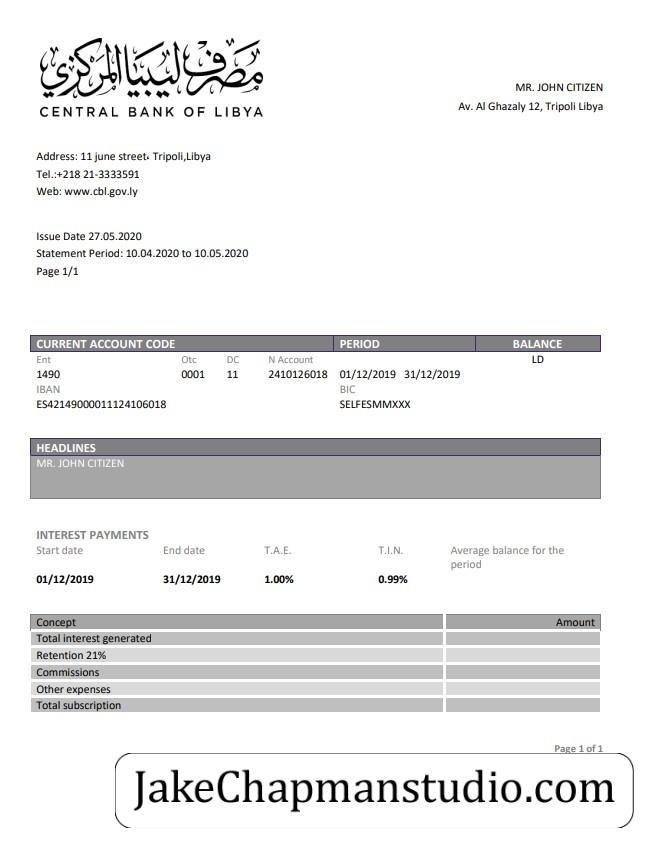 مصرف ليبيا المركزي
CENTRAL BANK OF LIBYA
MR. JOHN CITIZEN
Av. Al Ghazaly 12, Tripoli Libya
Address: 11 june street، Tripoli,Libya
Tel.:+218 21-3333591
Web: www.cbl.gov.ly
Issue Date 27.05.2020
Statement Period: 10.04.2020 to 10.05.2020
Page 1/1
CURRENT ACCOUNT CODE PERIOD BALANCE
Ent Otc DC N Account LD
1490 0001 11 2410126018 01/12/2019 31/12/2019
IBAN BIC
ES42149000011124106018 SELFESMMXXX
HEADLINES
MR. JOHN CITIZEN
INTEREST PAYMENTS
Start date End date T.A.E. T.I.N. Average balance for the
period
01/12/2019 31/12/2019 1.00% 0.99%
Concept Amount
Total interest generated
Retention 21%
Commissions
Other expenses
Total subscription
Page 1 of 1
JakeChapmanstudio.com